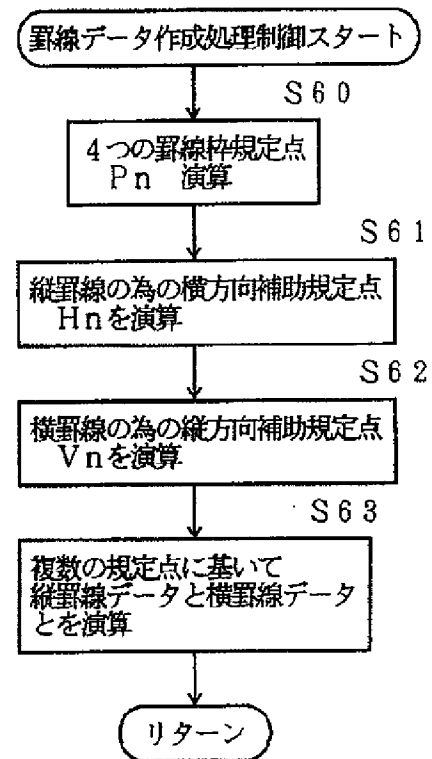 罫線データ作成処理制御スタート
S60
4つの罫線枠規定点
Pn 演算
S61
縦罫線の為の横方向補助規定点
Hnを演算
S62
横罫線の為の縦方向補助規定点
Vnを演算
S63
複数の規定点に基いて
縦罫線データと横罫線データ
とを演算
リターン